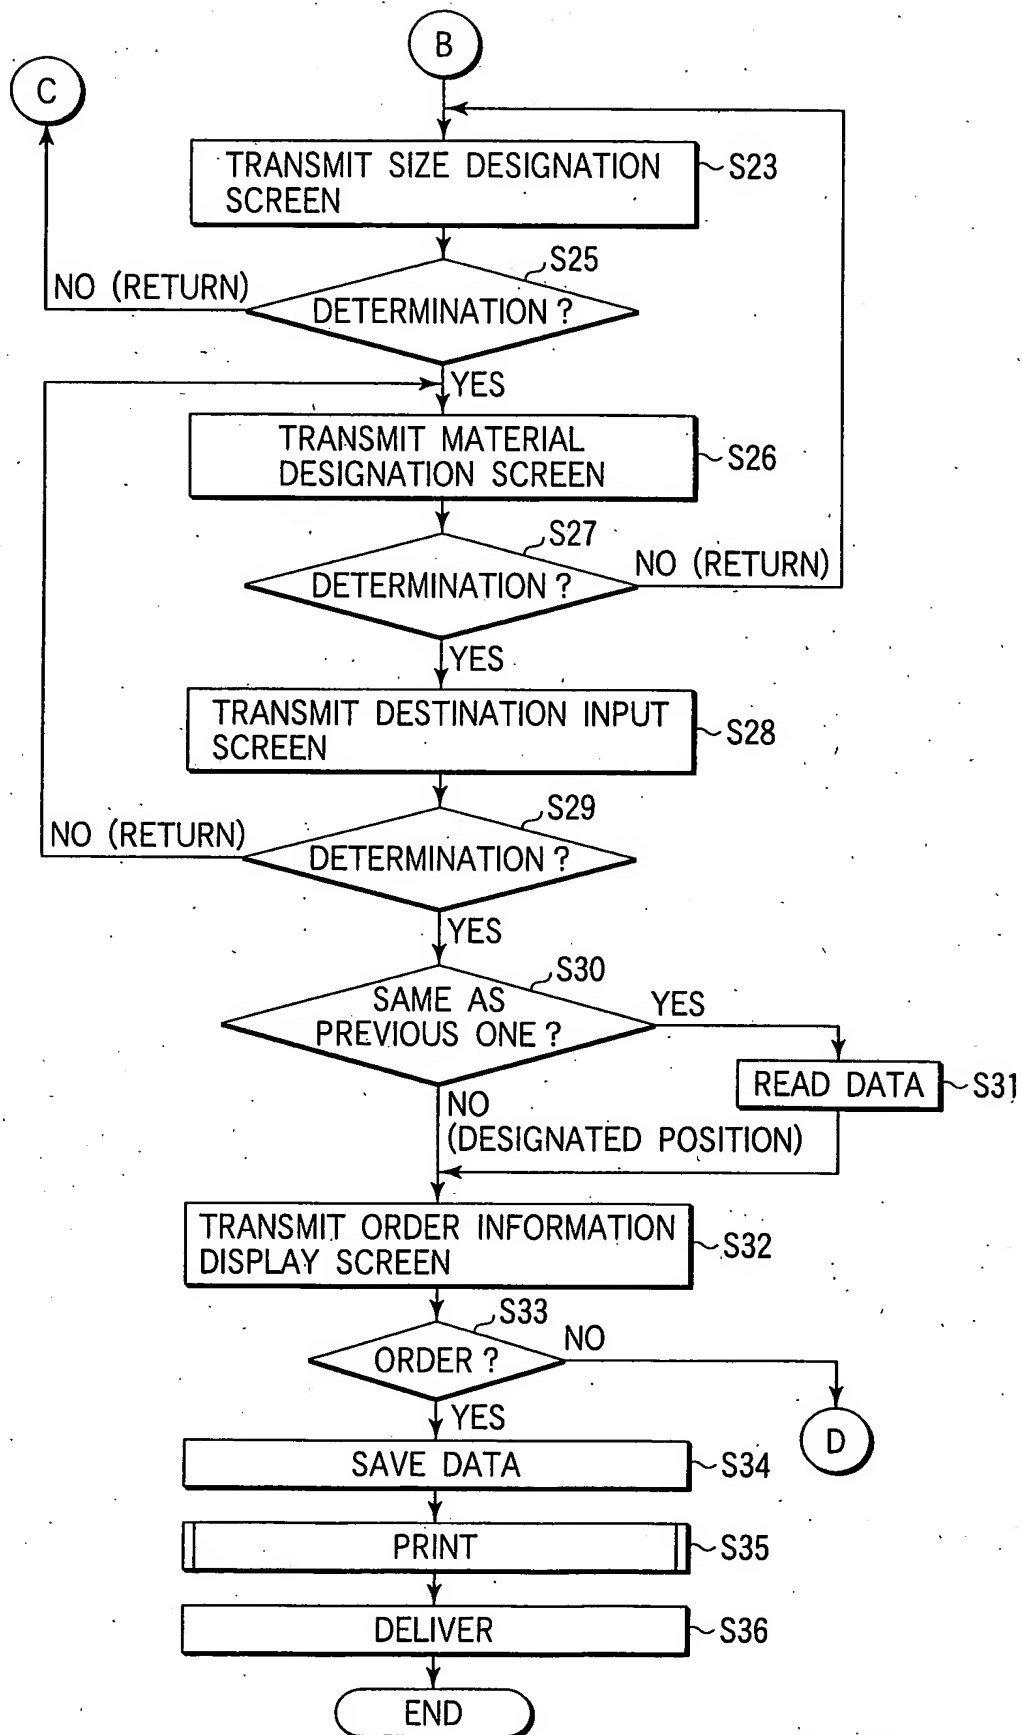 B
C
TRANSMIT SIZE DESIGNATION
SCREEN
S23
S25
NO (RETURN)
DETERMINATION ?
YES
TRANSMIT MATERIAL
DESIGNATION SCREEN
S26
S27
NO (RETURN)
DETERMINATION ?
YES
TRANSMIT DESTINATION INPUT
SCREEN
S28
S29
NO (RETURN)
DETERMINATION ?
YES
S30
SAME AS
PREVIOUS ONE ?
YES
READ DATA
S31
NO
(DESIGNATED POSITION)
TRANSMIT ORDER INFORMATION
DISPLAY SCREEN
S32
S33
NO
ORDER ?
YES
D
SAVE DATA
S34
PRINT
S35
DELIVER
S36
END